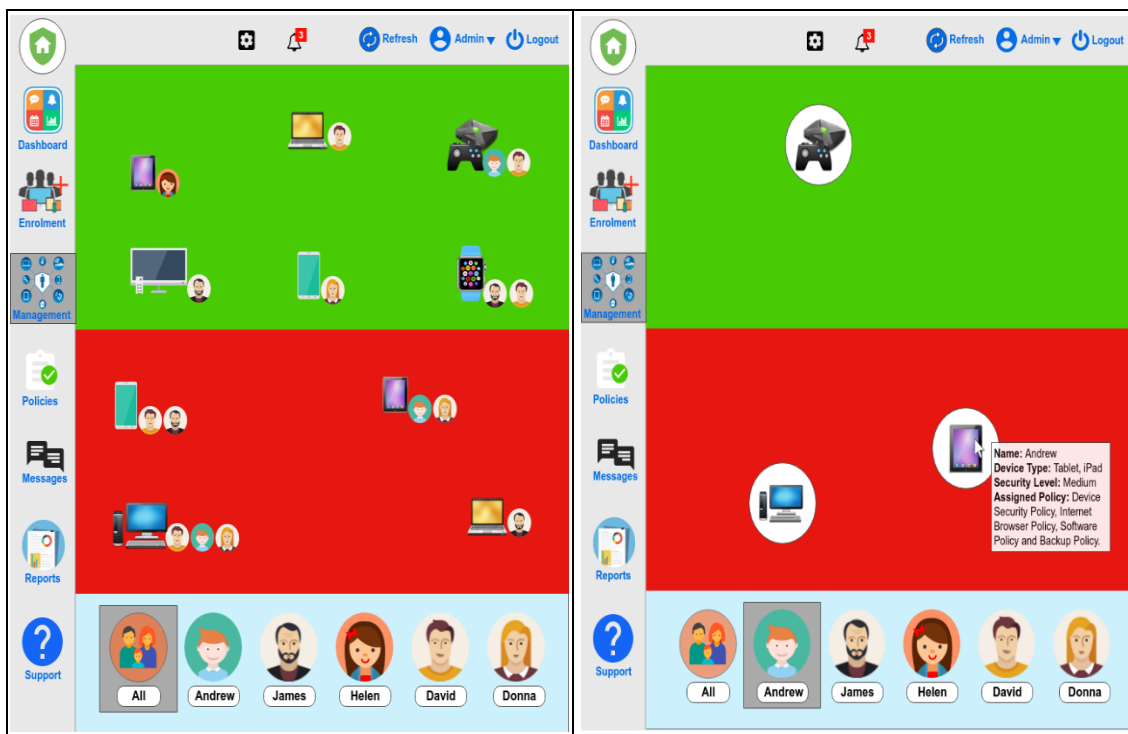 3
Refresh
Admin
Logout
Dashboard
Enrolment
Management
Policies
Messages
Reports
Support
All
Andrew
James
Helen
David
Donna
3
Refresh
Admin
Logout
Dashboard
Enrolment
Management
Policies
Messages
Reports
Support
Name: Andrew
Device Type: Tablet, iPad
Security Level: Medium
Assigned Policy: Device
Security Policy, Internet
Browser Policy, Software
Policy and Backup Policy.
All
Andrew
James
Helen
David
Donna